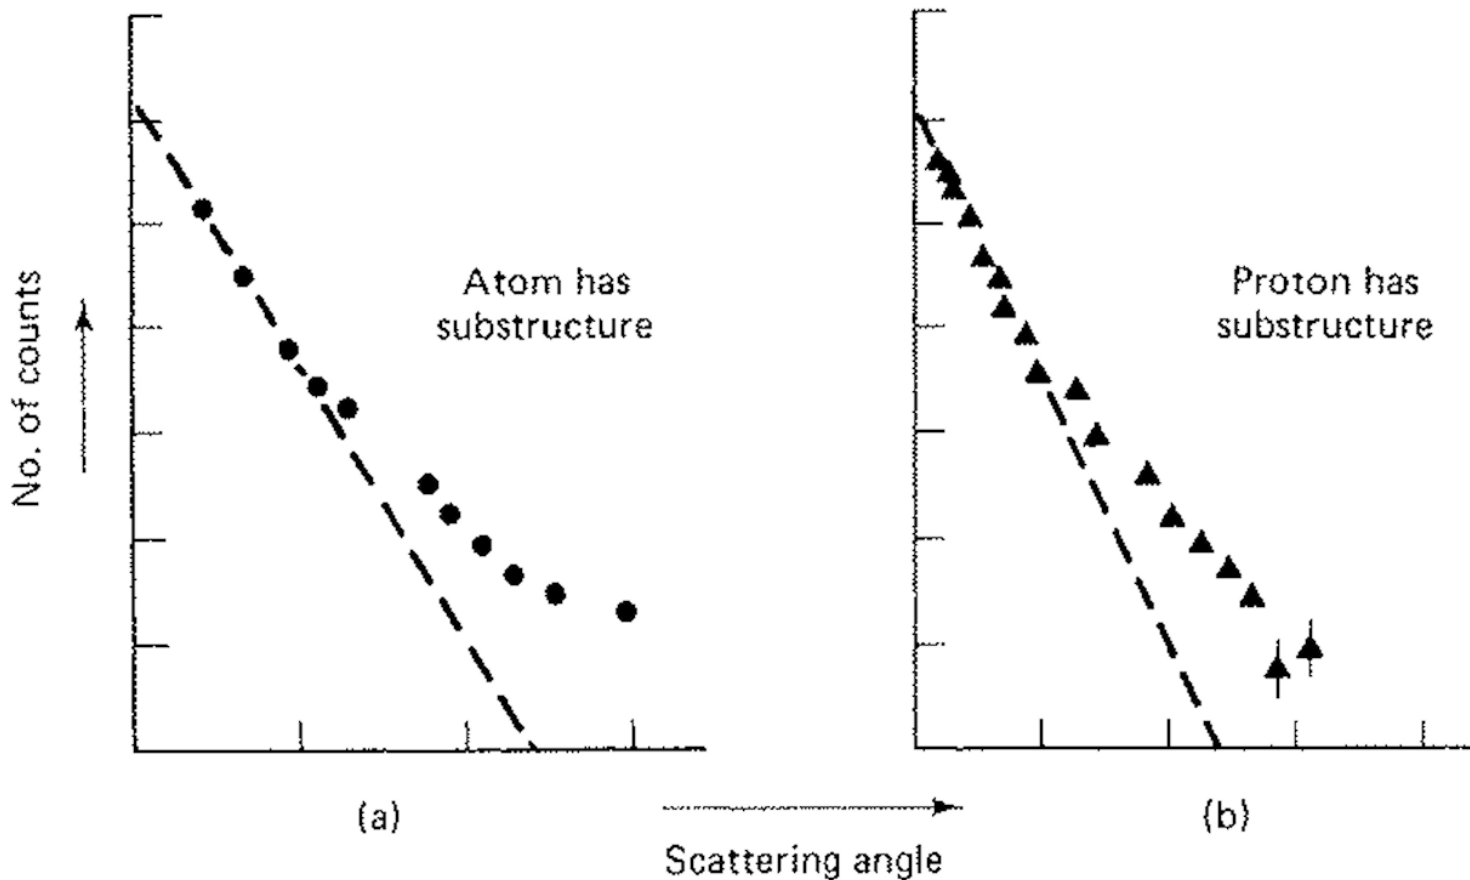 No. of counts
Atom has
substructure
Proton has
substructure
(a)
(b)
Scattering angle